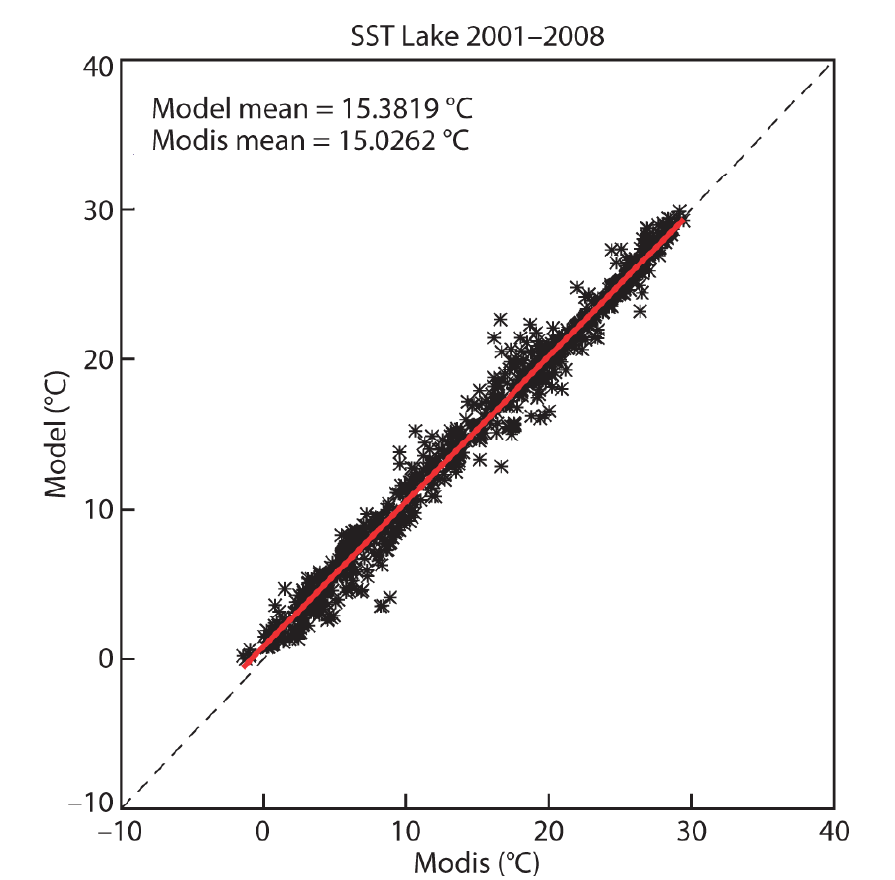 SST Lake 2001–2008
Model mean = 15.3819 °C
Modis mean = 15.0262 °C
40
30
20
10
0
−10
Model (°C)
−10 0 10 20 30 40
Modis (°C)